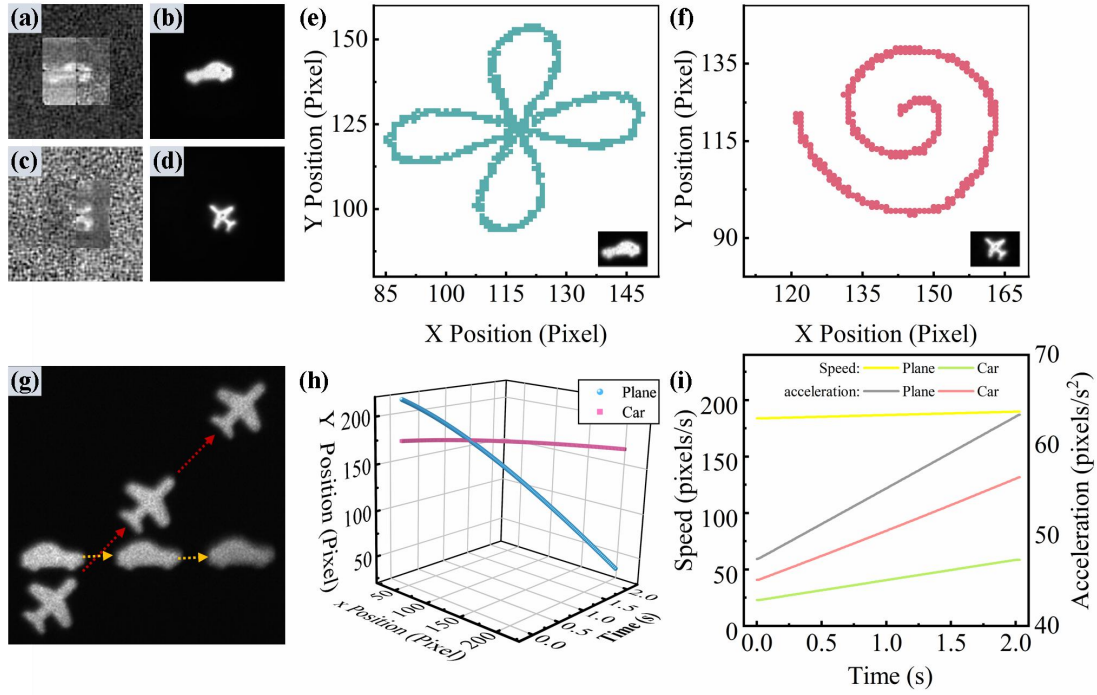 (a)
(b)
(c)
(d)
(e)
Y Position (Pixel)
150
125
100
85 100 115 130 145
X Position (Pixel)
(f)
Y Position (Pixel)
135
115
90
120 135 150 165
X Position (Pixel)
(g)
(h)
Plane
Car
Y Position (Pixel)
200
150
100
50
50 100 150 200
x Position (Pixel)
0.0 0.5 1.0 1.5 2.0
Time (s)
(i)
Speed: Plane Car
acceleration: Plane Car
Speed (pixels/s)
200
150
100
50
0
0.0 0.5 1.0 1.5 2.0
Time (s)
70
60
50
40
Acceleration (pixels/s²)